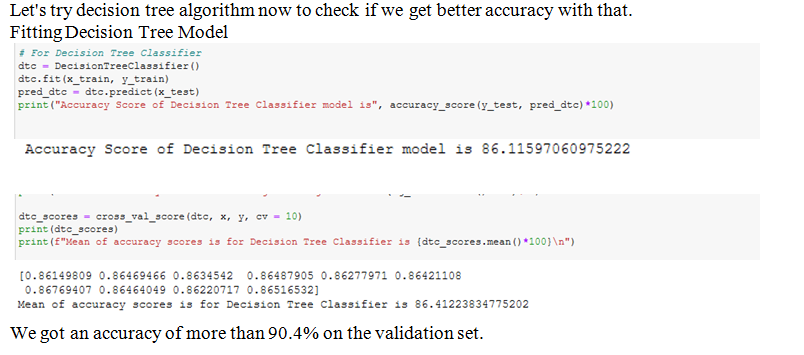 Let's try decision tree algorithm now to check if we get better accuracy with that.
Fitting Decision Tree Model
# For Decision Tree Classifier
dtc = DecisionTreeClassifier()
dtc.fit(x_train, y_train)
pred_dtc = dtc.predict(x_test)
print("Accuracy Score of Decision Tree Classifier model is", accuracy_score(y_test, pred_dtc)*100)
Accuracy Score of Decision Tree Classifier model is 86.11597060975222
dtc_scores = cross_val_score(dtc, x, y, cv = 10)
print(dtc_scores)
print(f"Mean of accuracy scores is for Decision Tree Classifier is {dtc_scores.mean()*100}\n")
[0.86149809 0.86469466 0.8634542  0.86487905 0.86277971 0.86421108
0.86769407 0.86464049 0.86220717 0.86516532]
Mean of accuracy scores is for Decision Tree Classifier is 86.41223834775202
We got an accuracy of more than 90.4% on the validation set.